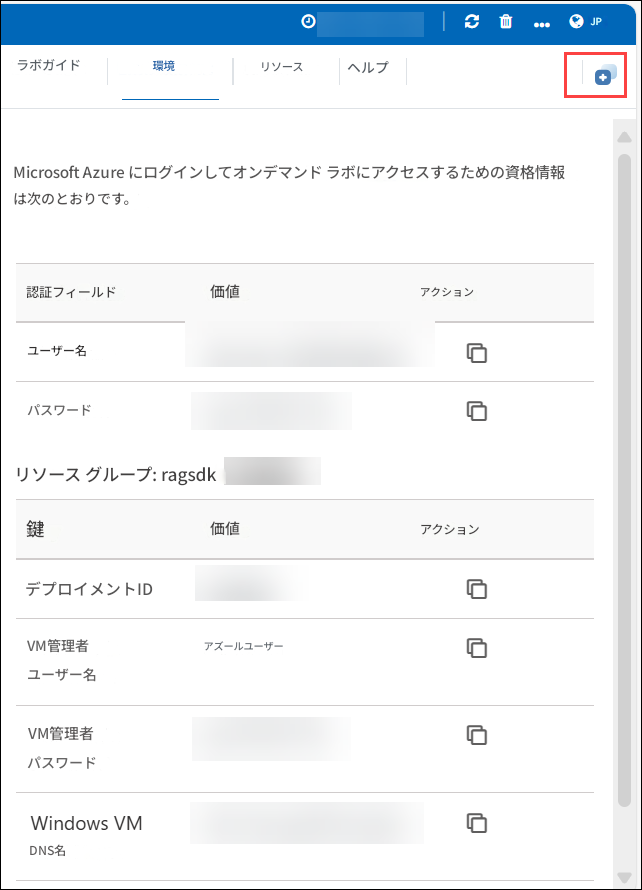 JP
ラボガイド
環境
リソース
ヘルプ
Microsoft Azure にログインしてオンデマンド ラボにアクセスするための資格情報
は次のとおりです。
認証フィールド 価値 アクション
ユーザー名
パスワード
リソース グループ: ragsdk
鍵 価値 アクション
デプロイメントID
VM管理者 アズールユーザー
ユーザー名
VM管理者
パスワード
Windows VM
DNS名